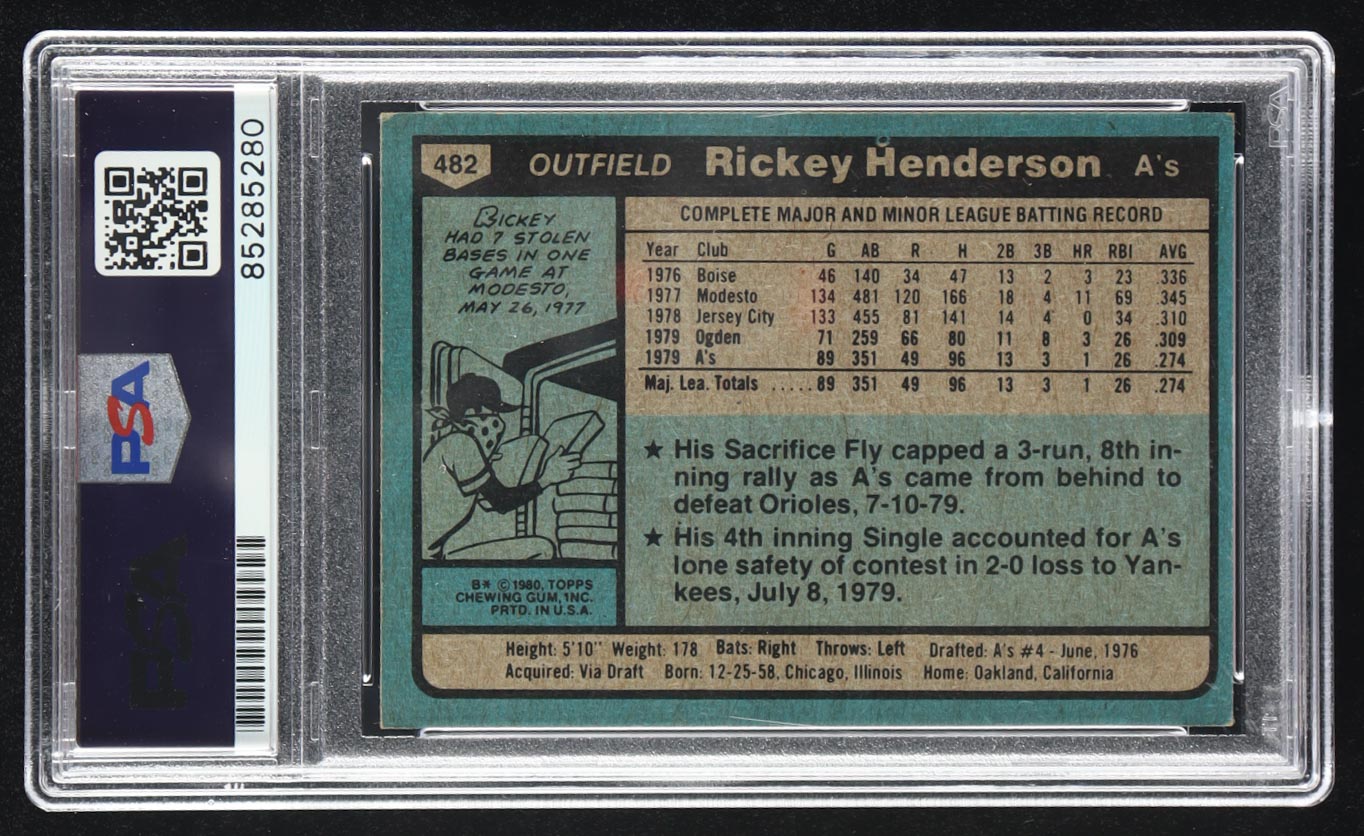 85285280
PSA
PSA
PSA
482 OUTFIELD Rickey Henderson A's
RICKEY
HAD 7 STOLEN
BASES IN ONE
GAME AT
MODESTO,
MAY 26, 1977
COMPLETE MAJOR AND MINOR LEAGUE BATTING RECORD
Year Club G AB R H 2B 3B HR RBI AVG
1976 Boise 46 140 34 47 13 2 3 23 .336
1977 Modesto 134 481 120 166 18 4 11 69 .345
1978 Jersey City 133 455 81 141 14 4 0 34 .310
1979 Ogden 71 259 66 80 11 8 3 26 .309
1979 A's 89 351 49 96 13 3 1 26 .274
Maj. Lea. Totals .....89 351 49 96 13 3 1 26 .274
★ His Sacrifice Fly capped a 3-run, 8th in-
ning rally as A's came from behind to
defeat Orioles, 7-10-79.
★ His 4th inning Single accounted for A's
lone safety of contest in 2-0 loss to Yan-
kees, July 8, 1979.
B* © 1980, TOPPS
CHEWING GUM, INC.
PRTD. IN U.S.A.
Height: 5'10" Weight: 178 Bats: Right Throws: Left Drafted: A's #4 - June, 1976
Acquired: Via Draft Born: 12-25-58, Chicago, Illinois Home: Oakland, California